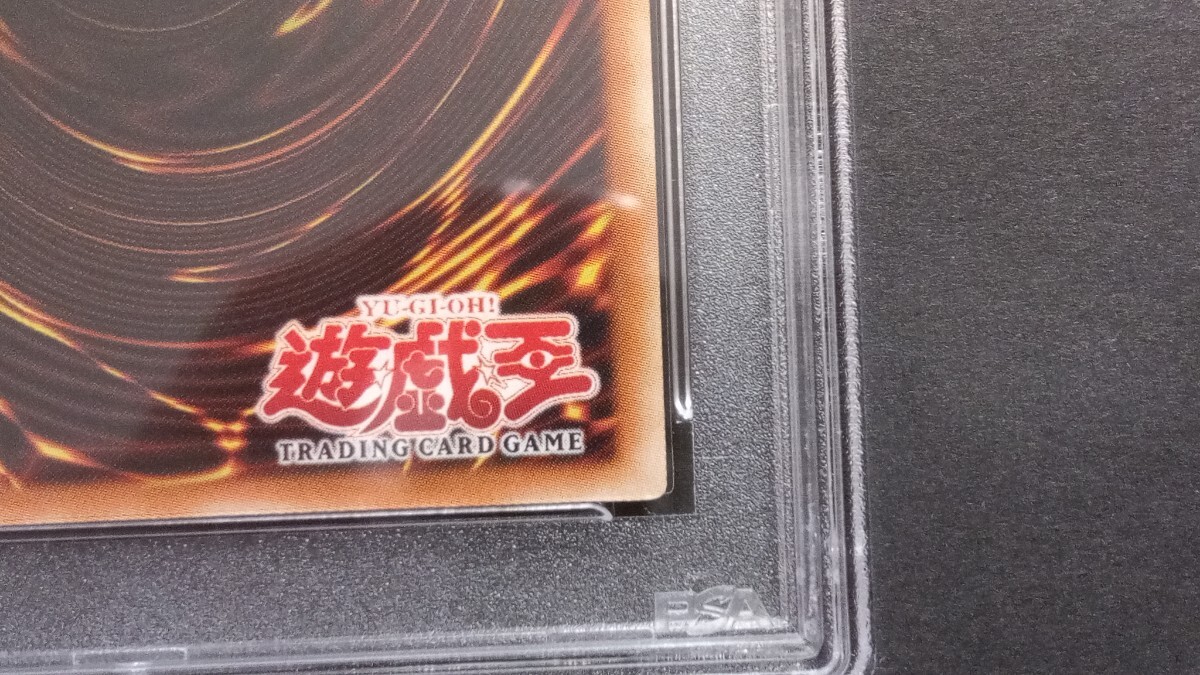 YU-GI-OH!
遊戯王
TRADING CARD GAME
PSA